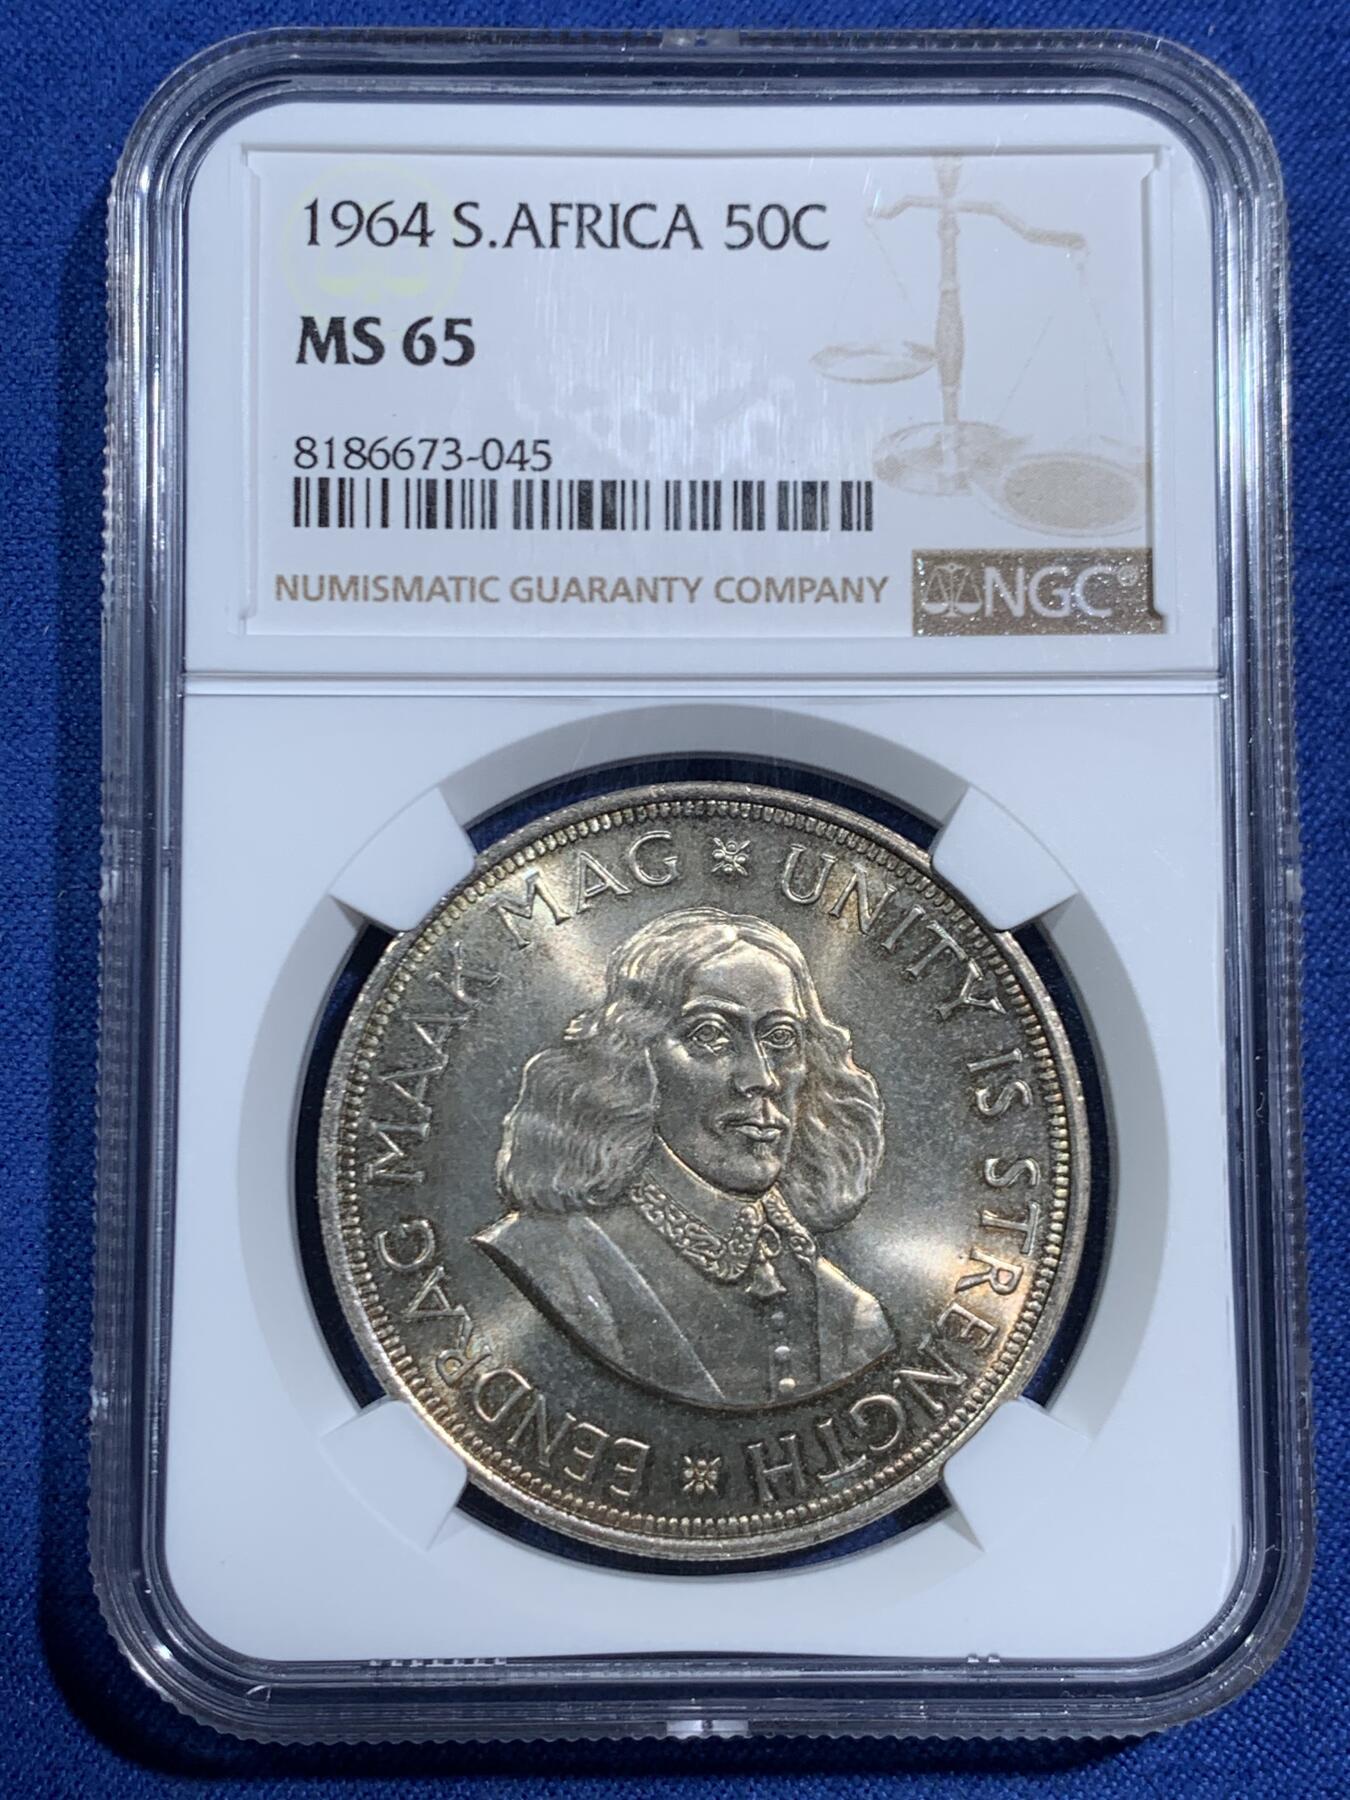 1964 S.AFRICA 50C
MS 65
8186673-045
NUMISMATIC GUARANTY COMPANY
NGC®
EENDRAG MAAK MAG
UNITY IS STRENGTH